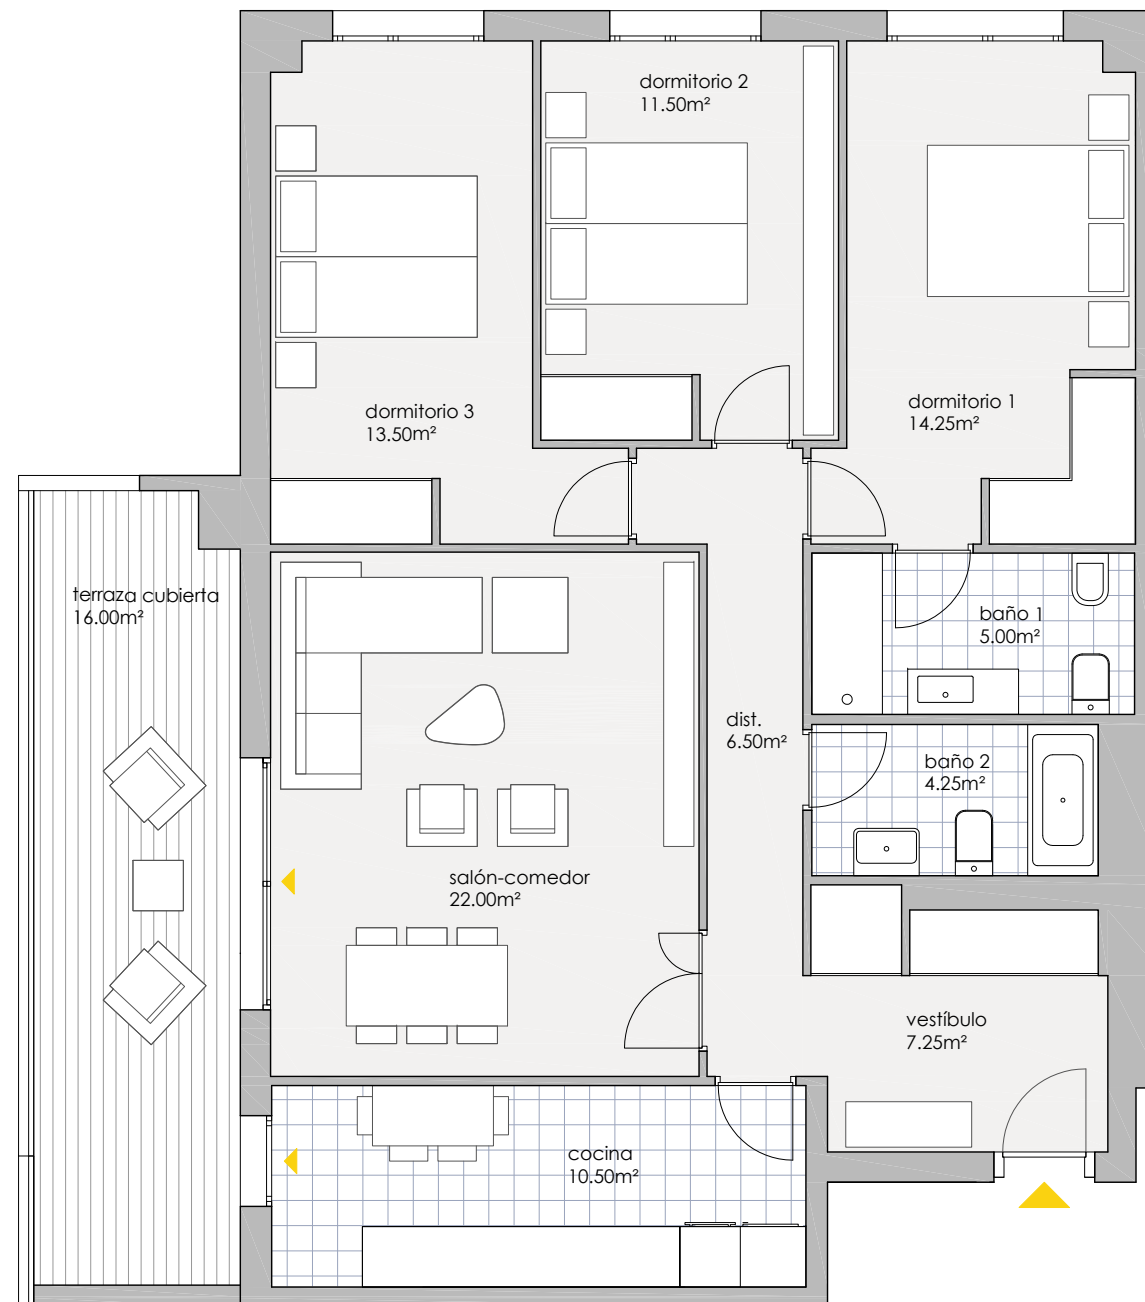 dormitorio 2
11.50m²
dormitorio 3
13.50m²
dormitorio 1
14.25m²
terraza cubierta
16.00m²
baño 1
5.00m²
dist.
6.50m²
baño 2
4.25m²
salón-comedor
22.00m²
vestíbulo
7.25m²
cocina
10.50m²